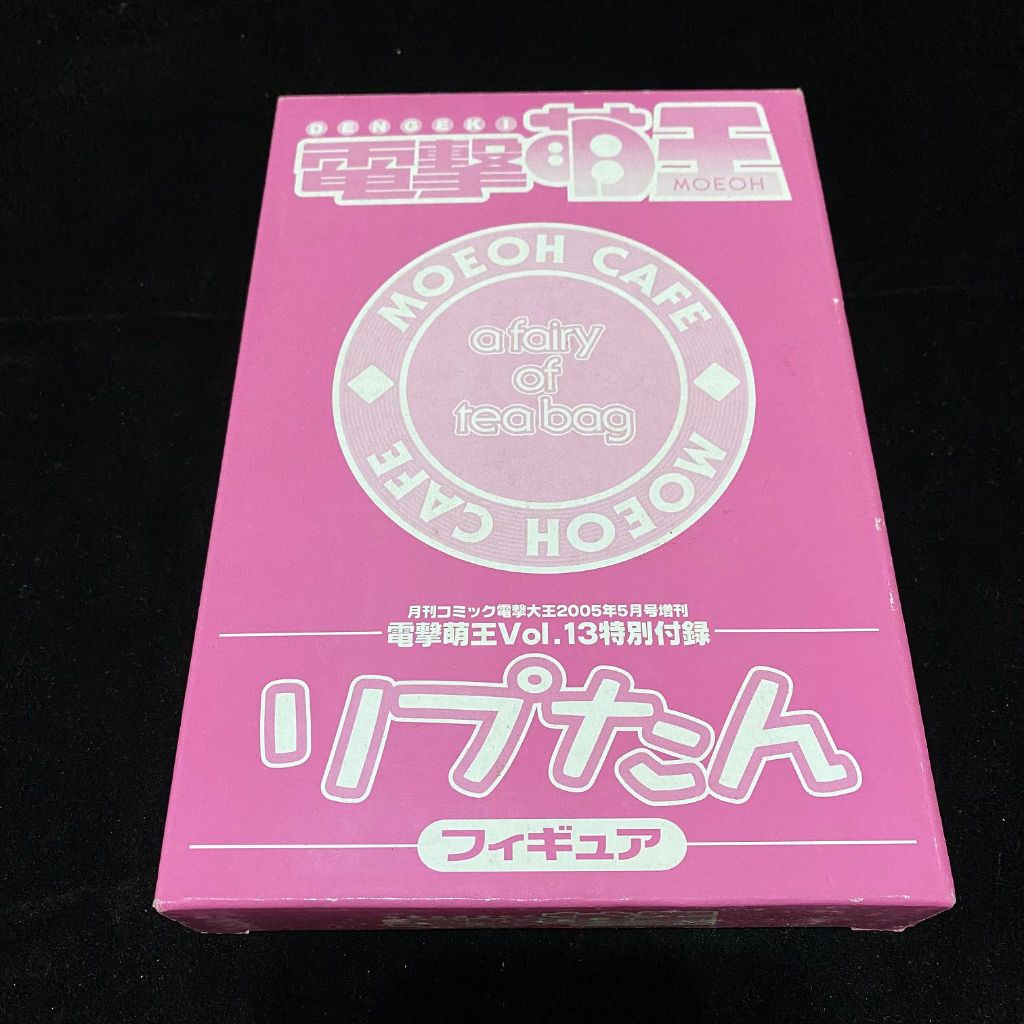 DENGEKI
電撃萌王
MOEOH
MOEOH CAFE
a fairy
of
tea bag
MOEOH CAFE
月刊コミック電撃大王2005年5月号増刊
電撃萌王Vol.13特別付録
リプたん
フィギュア